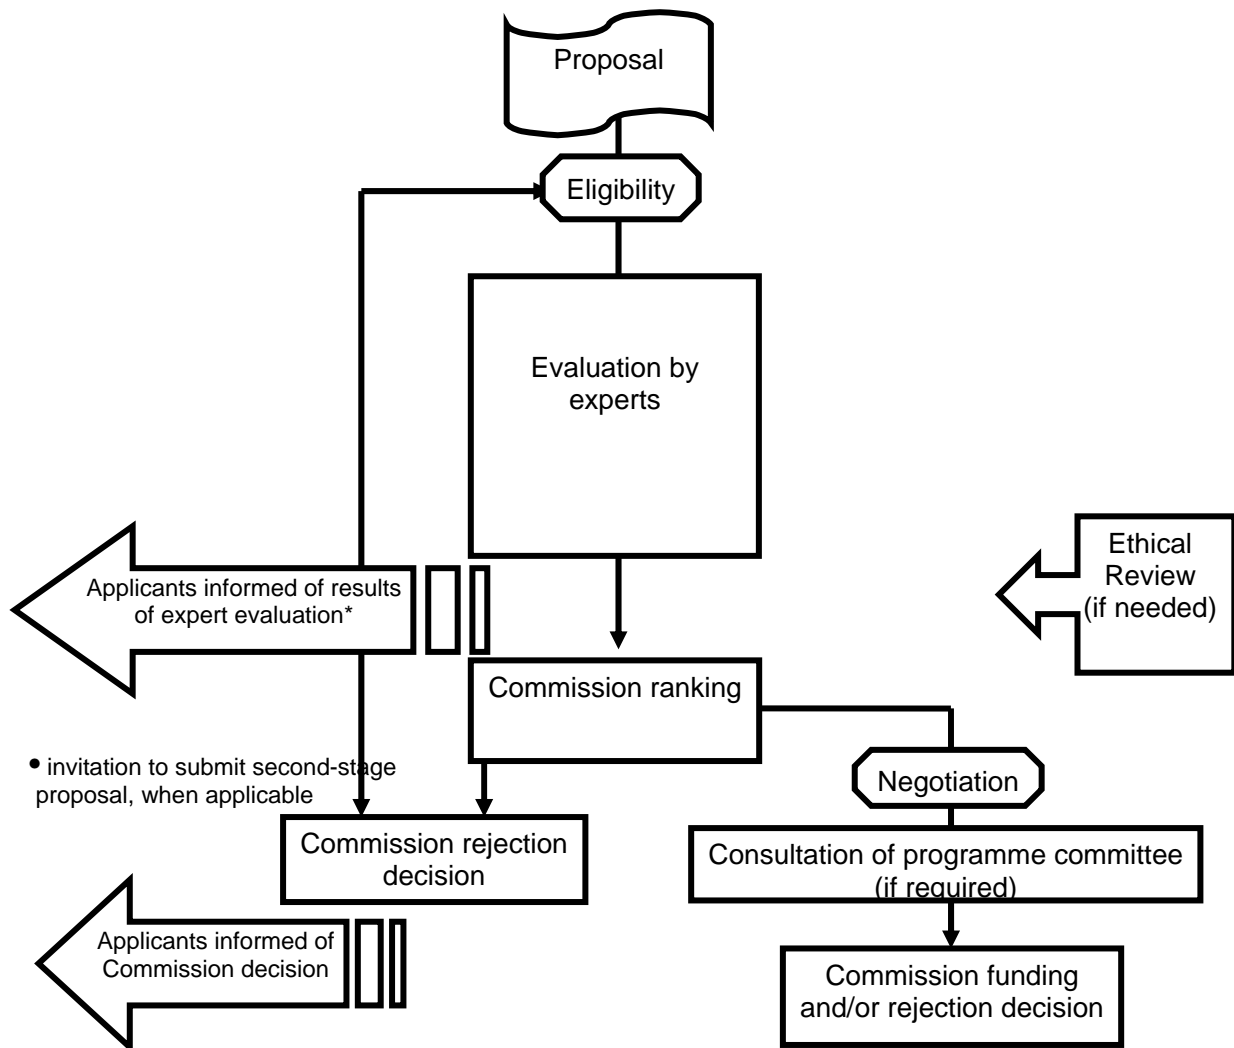 Proposal
Eligibility
Evaluation by
experts
Ethical
Review
(if needed)
Applicants informed of results
of expert evaluation*
Commission ranking
• invitation to submit second-stage
proposal, when applicable
Negotiation
Commission rejection
decision
Consultation of programme committee
(if required)
Applicants informed of
Commission decision
Commission funding
and/or rejection decision